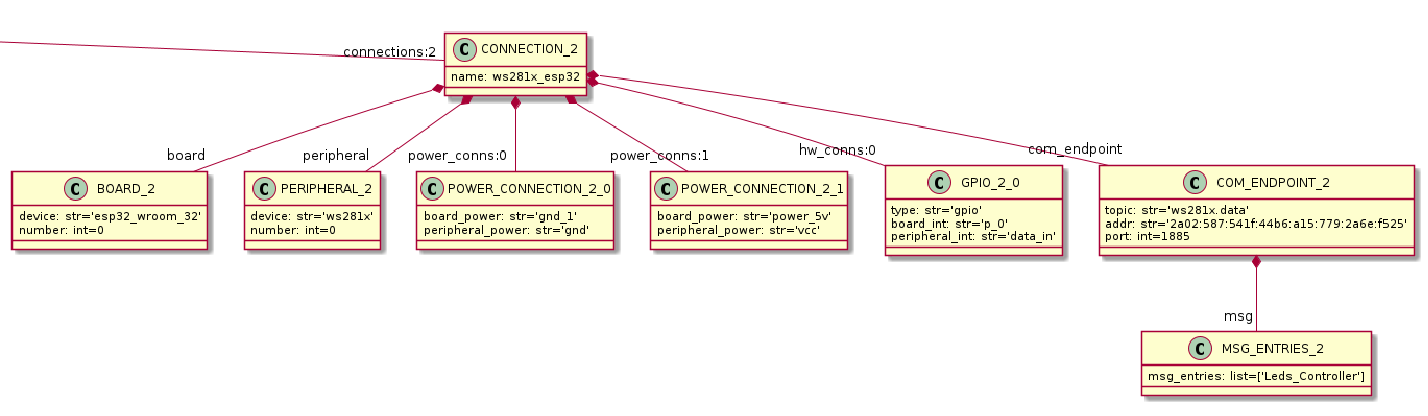 connections:2
C CONNECTION_2
name: ws281x_esp32
board
peripheral
power_conns:0
power_conns:1
hw_conns:0
com_endpoint
C BOARD_2
device: str='esp32_wroom_32'
number: int=0
C PERIPHERAL_2
device: str='ws281x'
number: int=0
C POWER_CONNECTION_2_0
board_power: str='gnd_1'
peripheral_power: str='gnd'
C POWER_CONNECTION_2_1
board_power: str='power_5v'
peripheral_power: str='vcc'
C GPIO_2_0
type: str='gpio'
board_int: str='p_0'
peripheral_int: str='data_in'
C COM_ENDPOINT_2
topic: str='ws281x.data'
addr: str='2a02:587:541f:44b6:a15:779:2a6e:f525'
port: int=1885
msg
C MSG_ENTRIES_2
msg_entries: list=['Leds_Controller']